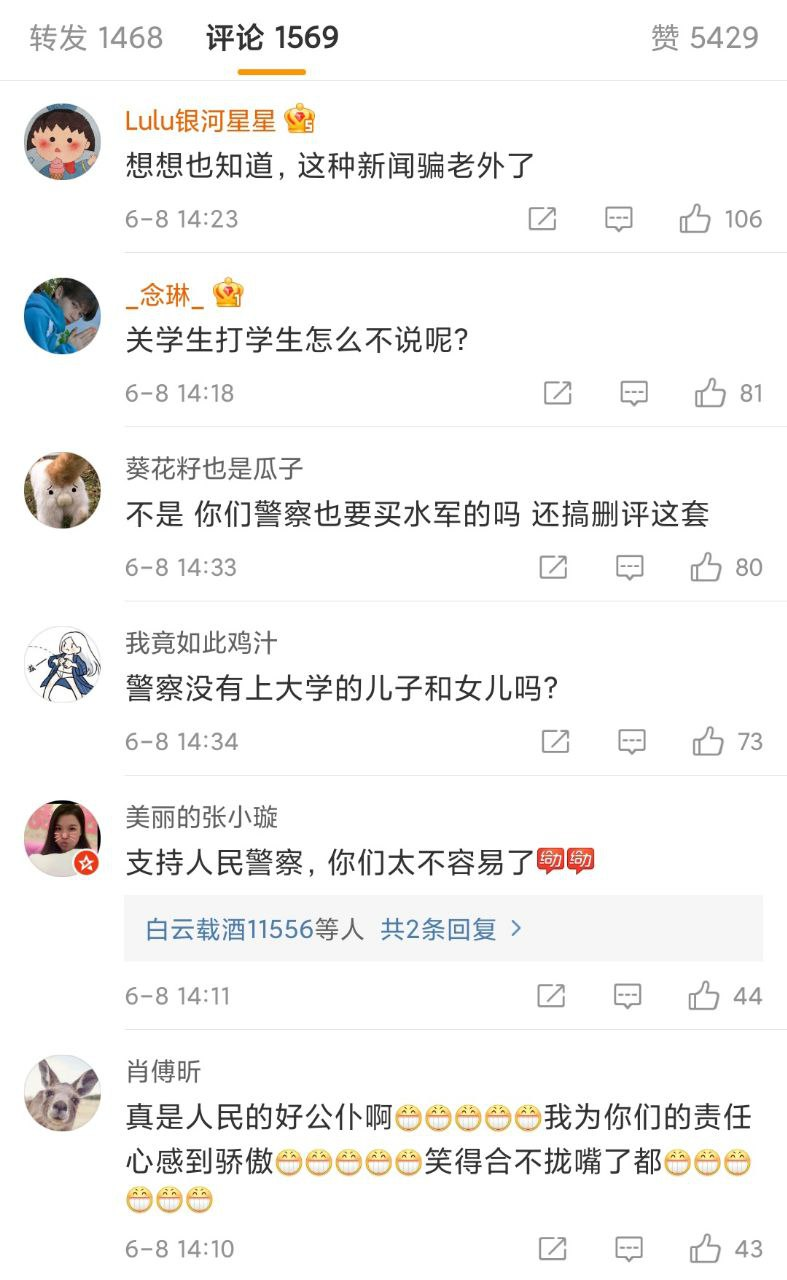 转发 1468 评论 1569 赞 5429
Lulu银河星星
想想也知道，这种新闻骗老外了
6-8 14:23 106
_念琳_
关学生打学生怎么不说呢？
6-8 14:18 81
葵花籽也是瓜子
不是 你们警察也要买水军的吗 还搞删评这套
6-8 14:33 80
我竟如此鸡汁
警察没有上大学的儿子和女儿吗？
6-8 14:34 73
美丽的张小璇
支持人民警察，你们太不容易了
白云载酒11556等人 共2条回复 >
6-8 14:11 44
肖傅昕
真是人民的好公仆啊😁😁😁😁😁我为你们的责任
心感到骄傲😁😁😁😁😁笑得合不拢嘴了都😁😁😁
😁😁😁
6-8 14:10 43